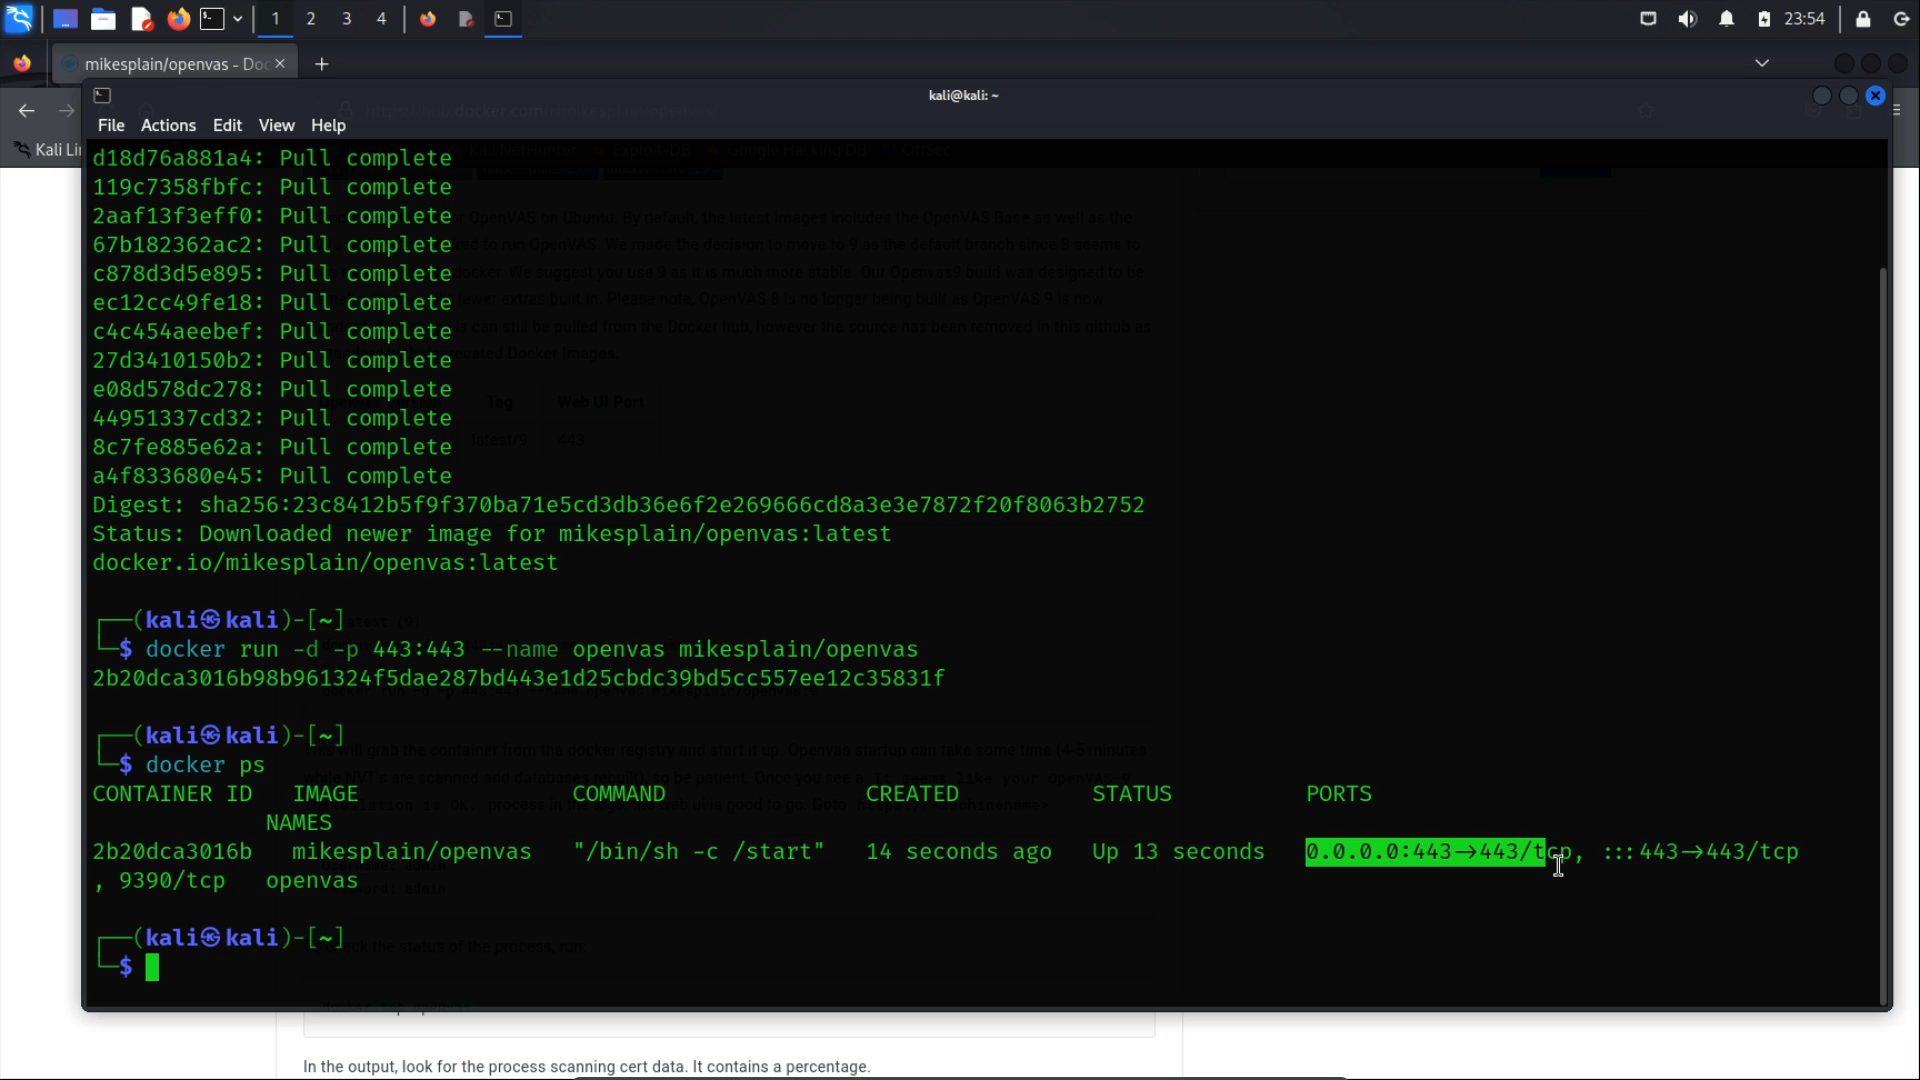 1 2 3 4 23:54
mikesplain/openvas - Do
kali@kali: ~
File Actions Edit View Help
Kali Li
d18d76a881a4: Pull complete
119c7358fbfc: Pull complete
2aaf13f3eff0: Pull complete
67b182362ac2: Pull complete
c878d3d5e895: Pull complete
ec12cc49fe18: Pull complete
c4c454aeebef: Pull complete
27d3410150b2: Pull complete
e08d578dc278: Pull complete
44951337cd32: Pull complete
8c7fe885e62a: Pull complete
a4f833680e45: Pull complete
Digest: sha256:23c8412b5f9f370ba71e5cd3db36e6f2e269666cd8a3e3e7872f20f8063b2752
Status: Downloaded newer image for mikesplain/openvas:latest
docker.io/mikesplain/openvas:latest
┌──(kali㉿kali)-[~]
└─$ docker run -d -p 443:443 --name openvas mikesplain/openvas
2b20dca3016b98b961324f5dae287bd443e1d25cbdc39bd5cc557ee12c35831f
┌──(kali㉿kali)-[~]
└─$ docker ps
CONTAINER ID IMAGE COMMAND CREATED STATUS PORTS
NAMES
2b20dca3016b mikesplain/openvas "/bin/sh -c /start" 14 seconds ago Up 13 seconds 0.0.0.0:443→443/tcp, :::443→443/tcp
, 9390/tcp openvas
┌──(kali㉿kali)-[~]
└─$
In the output, look for the process scanning cert data. It contains a percentage.